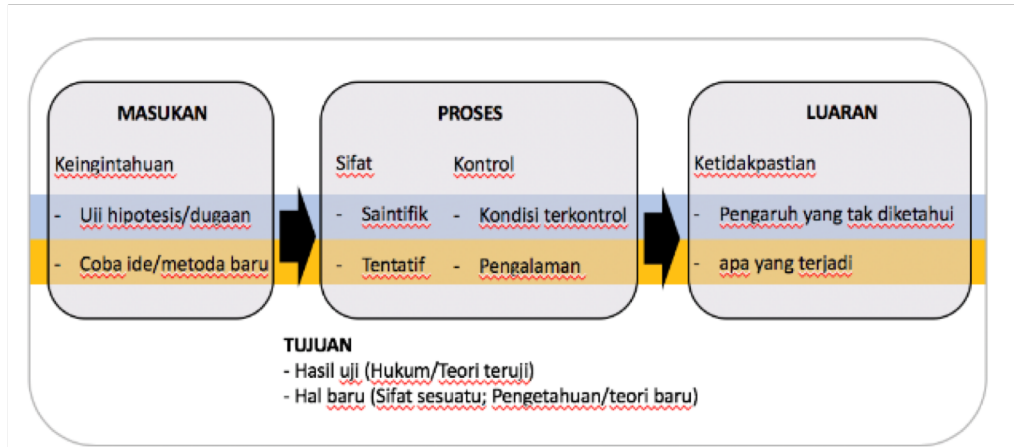 MASUKAN
Keingintahuan
- Uji hipotesis/dugaan
- Coba ide/metoda baru
PROSES
Sifat Kontrol
- Saintifik - Kondisi terkontrol
- Tentatif - Pengalaman
LUARAN
Ketidakpastian
- Pengaruh yang tak diketahui
- apa yang terjadi
TUJUAN
- Hasil uji (Hukum/Teori teruji)
- Hal baru (Sifat sesuatu; Pengetahuan/teori baru)